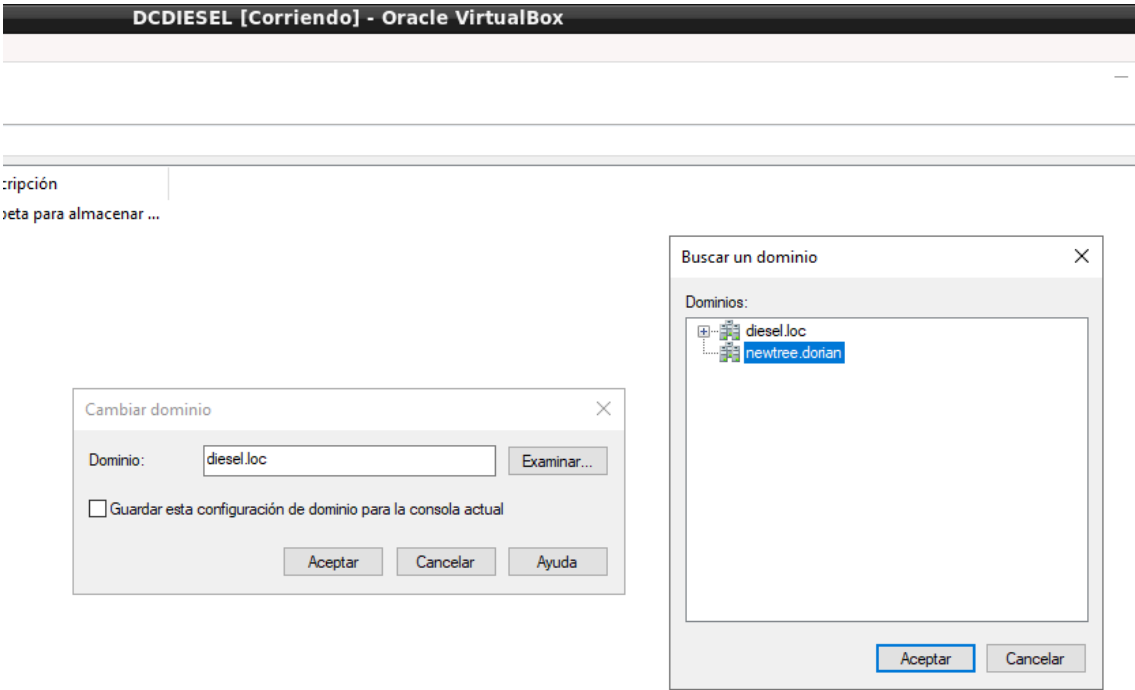 DCDIESEL [Corriendo] - Oracle VirtualBox
cripción
peta para almacenar ...
Buscar un dominio
Dominios:
diesel.loc
newtree.dorian
Cambiar dominio
Dominio:
diesel.loc
Examinar...
Guardar esta configuración de dominio para la consola actual
Aceptar Cancelar Ayuda
Aceptar Cancelar